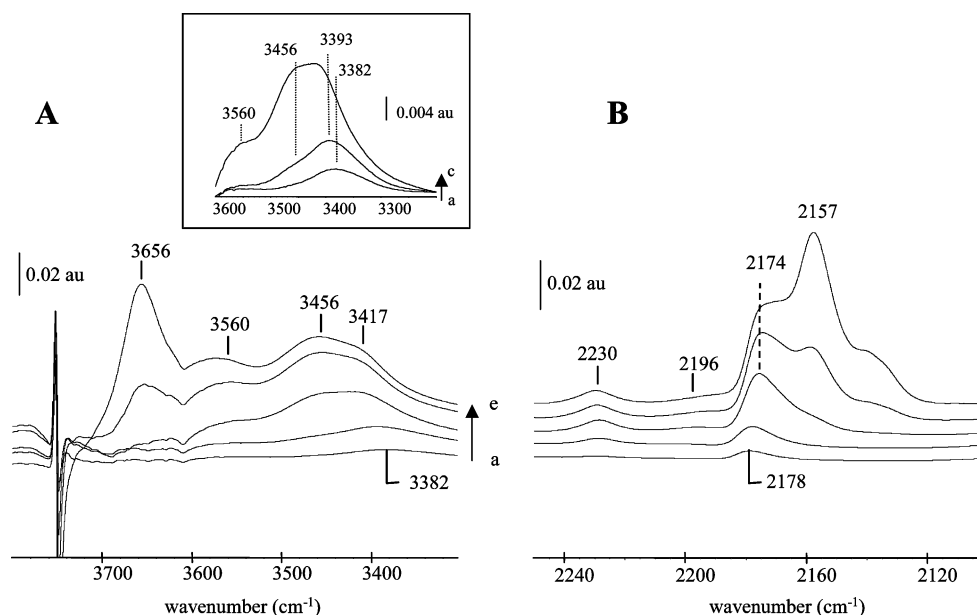 3456
3393
3382
3560
0.004 au
c
a
3600 3500 3400 3300
A
B
3656
0.02 au
3560
3456
3417
e
a
3382
3700 3600 3500 3400
wavenumber (cm-1)
2157
2174
0.02 au
2230
2196
2178
2240 2200 2160 2120
wavenumber (cm-1)